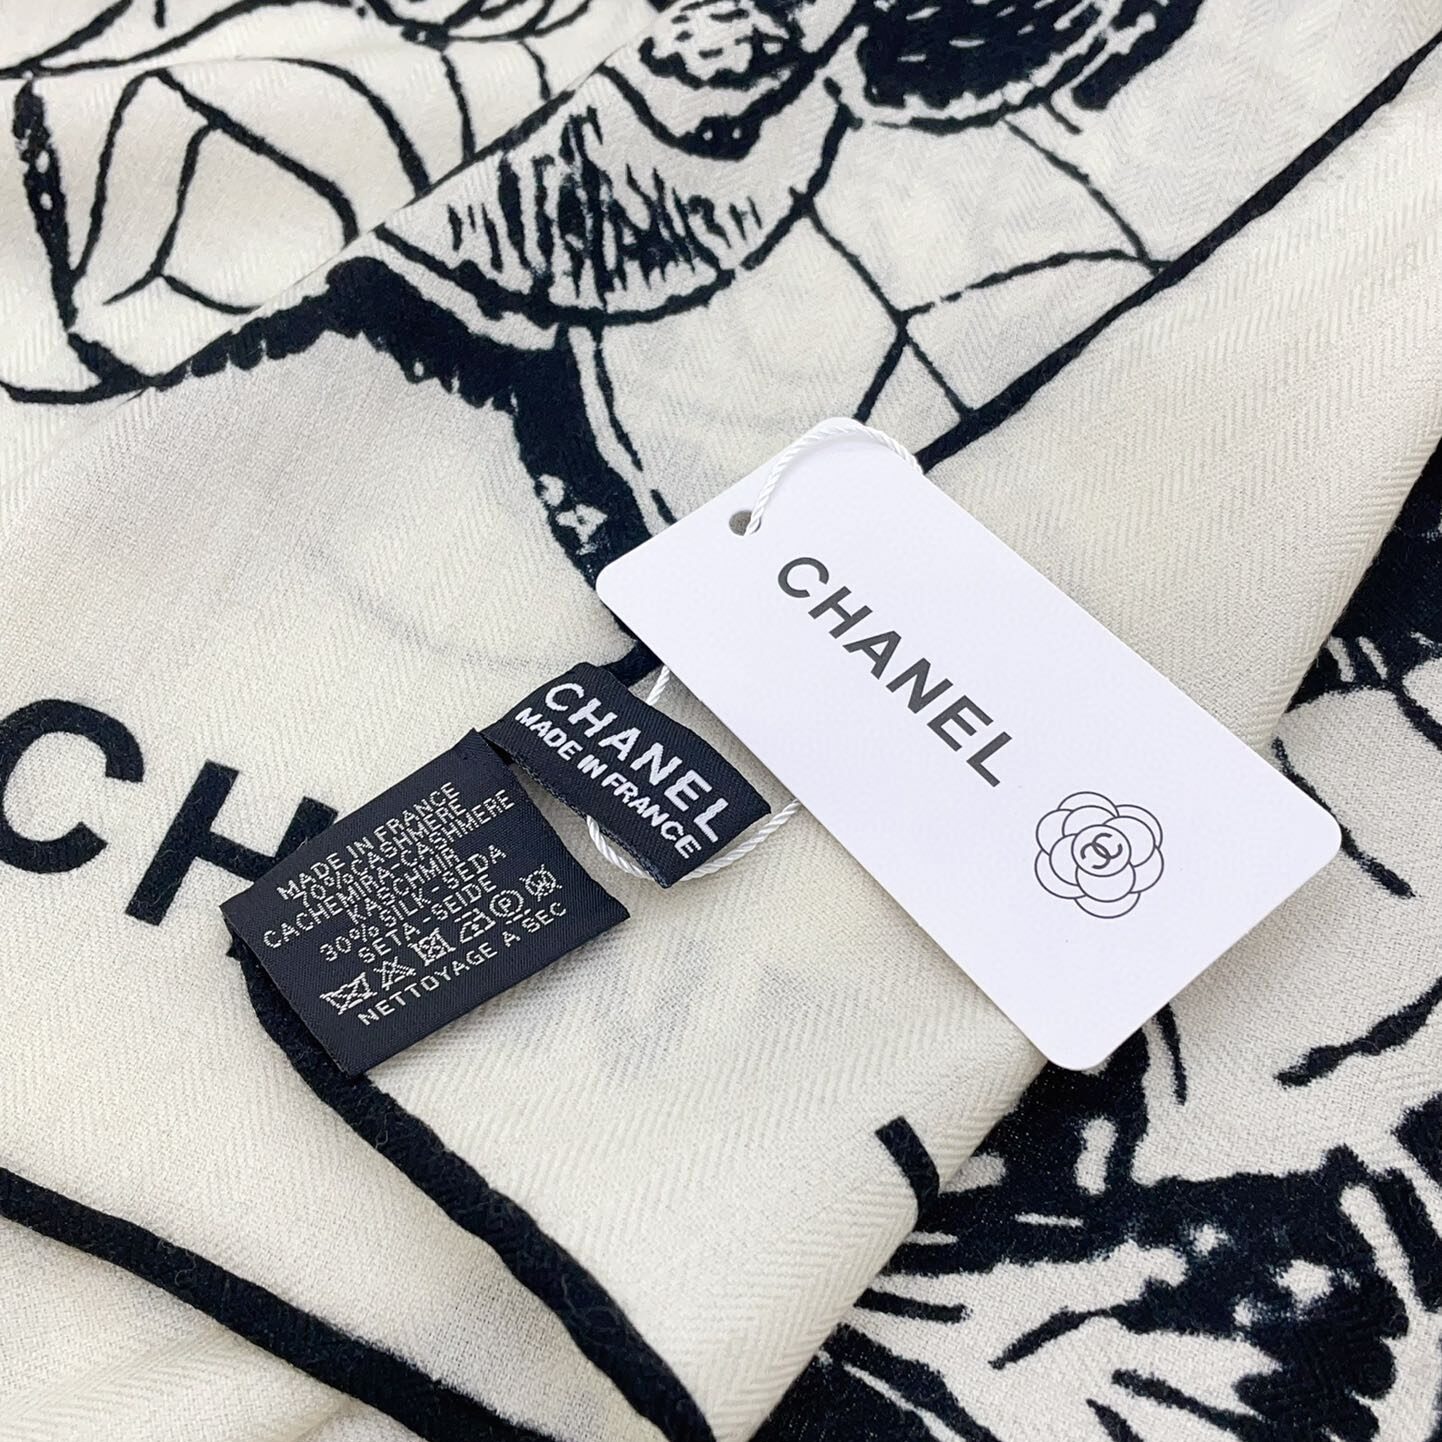 CHANEL
CHANEL
MADE IN FRANCE
MADE IN FRANCE
70%CASHMERE
CACHEMIRA-CASHMERE
KASCHMIR
30%SILK-SEDA
SETA-SEIDE
NETTOYAGE A SEC
CH